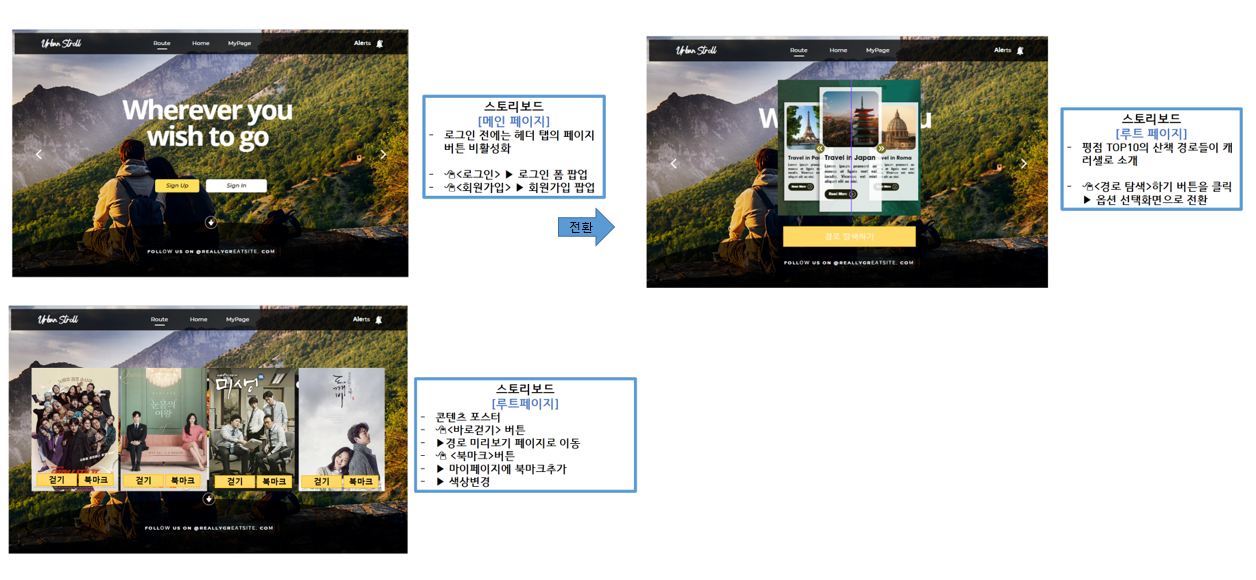 Urban Stroll
Route Home MyPage Alerts
Wherever you
wish to go
Sign Up Sign In
FOLLOW US ON @REALLYGREATSITE. COM
스토리보드
[메인 페이지]
- 로그인 전에는 헤더 탭의 페이지
버튼 비활성화
- <로그인> ▶ 로그인 폼 팝업
- <회원가입> ▶ 회원가입 팝업
전환
Urban Stroll
Route Home MyPage Alerts
W u
Travel in Par Travel in Japan vel in Roma
Read More Read More Read More
경로 탐색하기
FOLLOW US ON @REALLYGREATSITE. COM
스토리보드
[루트 페이지]
- 평점 TOP10의 산책 경로들이 캐
러샐로 소개
- <경로 탐색>하기 버튼을 클릭
▶ 옵션 선택화면으로 전환
Urban Stroll
Route Home MyPage Alerts
눈물의
여왕
미생
도깨비
걷기 북마크 걷기 북마크 걷기 북마크 걷기 북마크
FOLLOW US ON @REALLYGREATSITE. COM
스토리보드
[루트페이지]
- 콘텐츠 포스터
- <바로걷기> 버튼
- ▶경로 미리보기 페이지로 이동
- <북마크>버튼
- ▶ 마이페이지에 북마크추가
- ▶ 색상변경